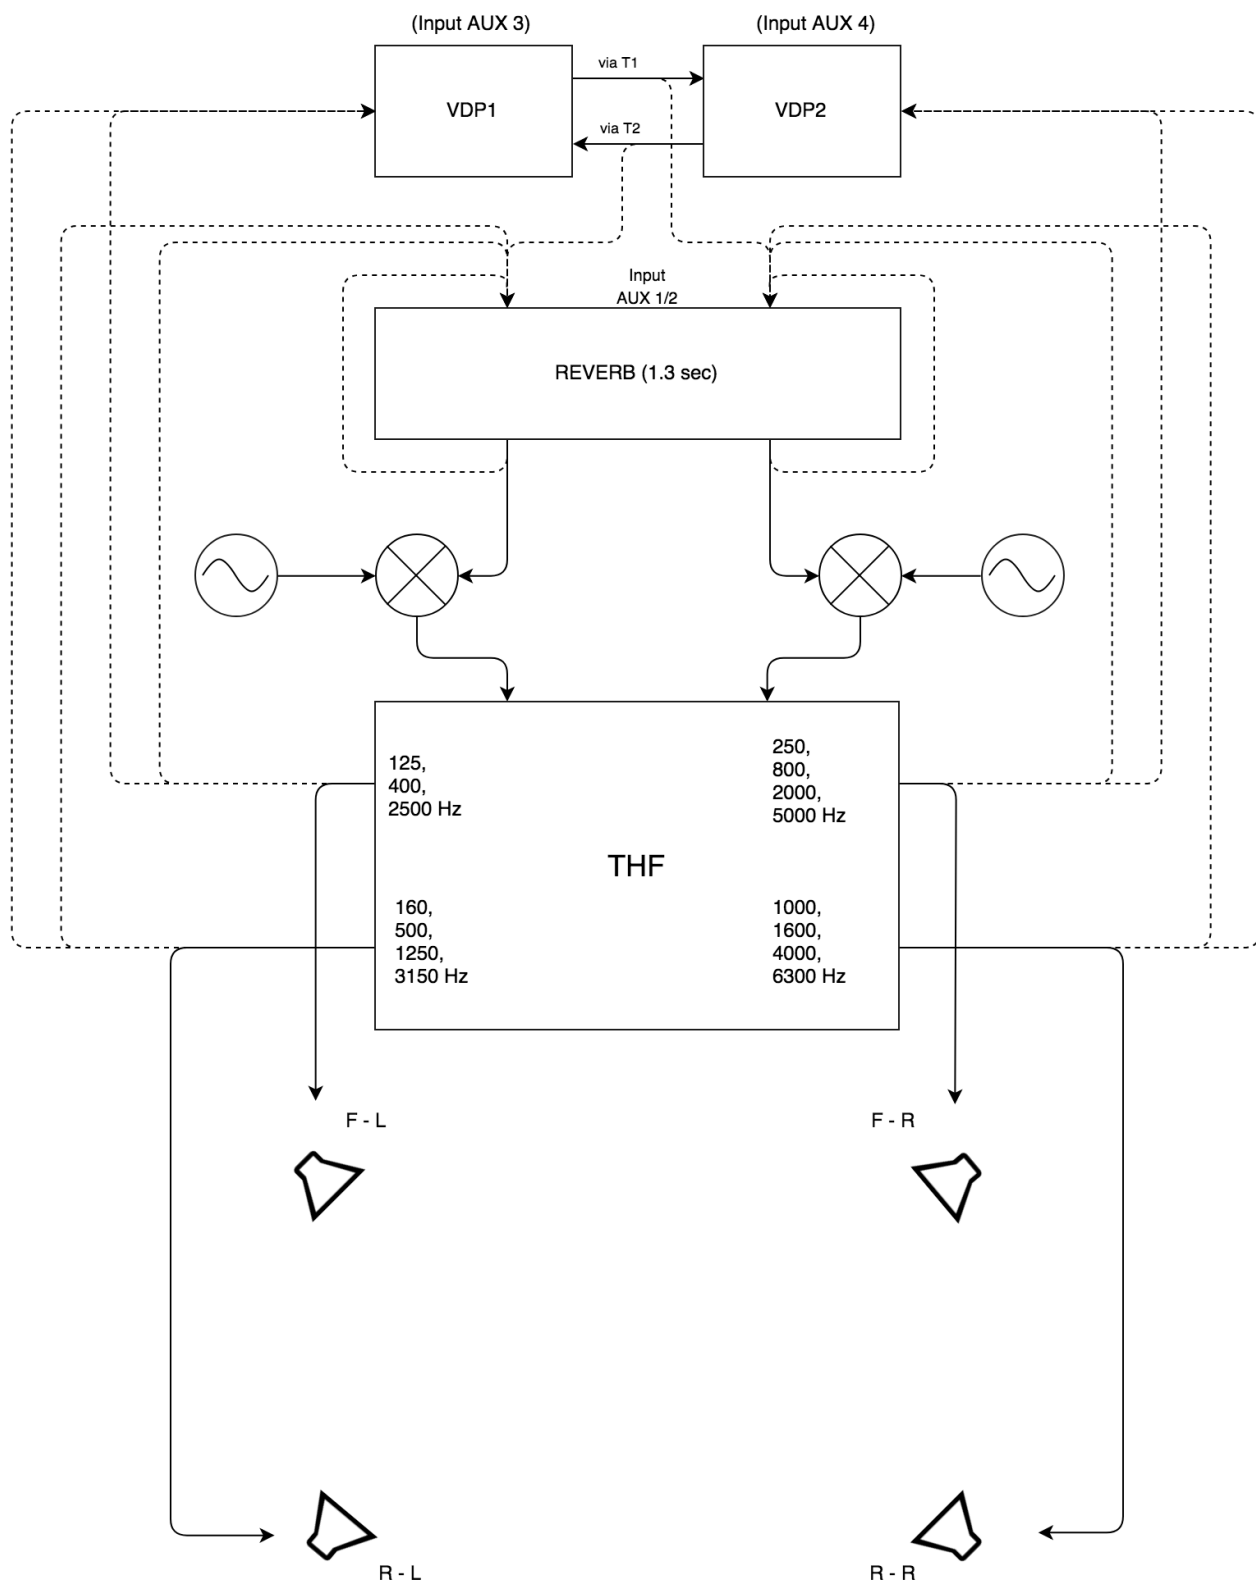 (Input AUX 3)
(Input AUX 4)
via T1
VDP1
VDP2
via T2
Input
AUX 1/2
REVERB (1.3 sec)
125,
400,
2500 Hz
250,
800,
2000,
5000 Hz
THF
160,
500,
1250,
3150 Hz
1000,
1600,
4000,
6300 Hz
F - L
F - R
R - L
R - R